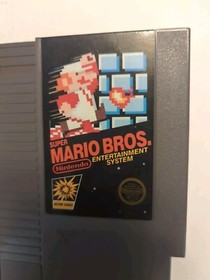 SUPER
MARIO BROS.
Nintendo
ENTERTAINMENT
SYSTEM